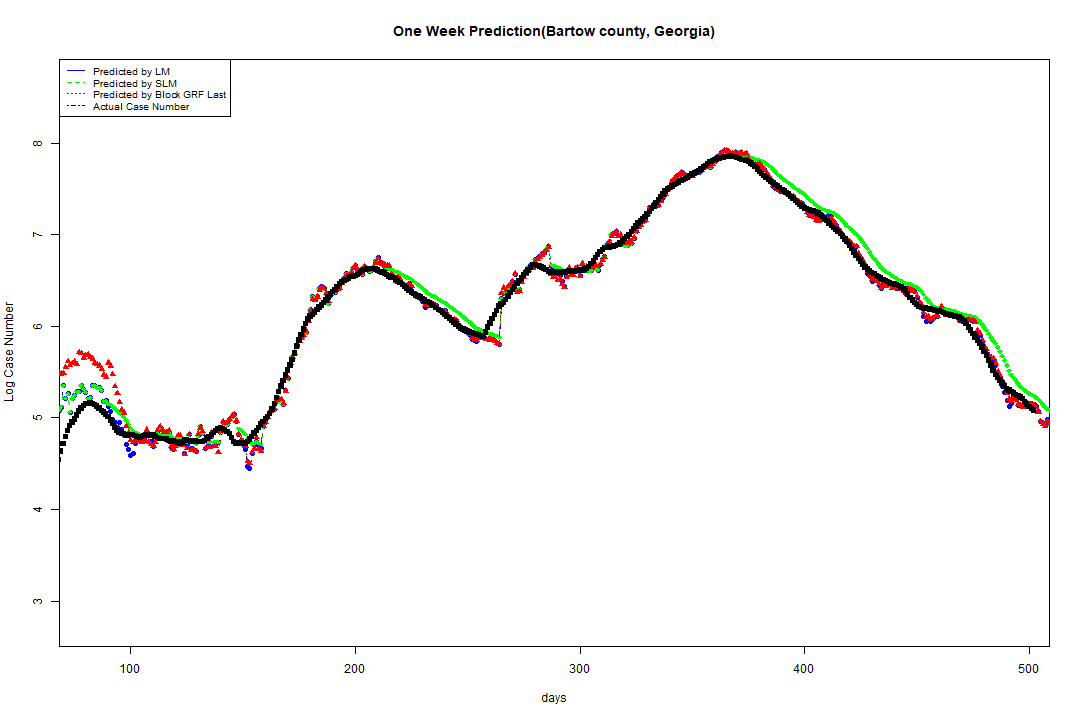 One Week Prediction(Bartow county, Georgia)
Predicted by LM
Predicted by SLM
Predicted by Block GRF Last
Actual Case Number
8
7
6
5
4
3
Log Case Number
100 200 300 400 500
days